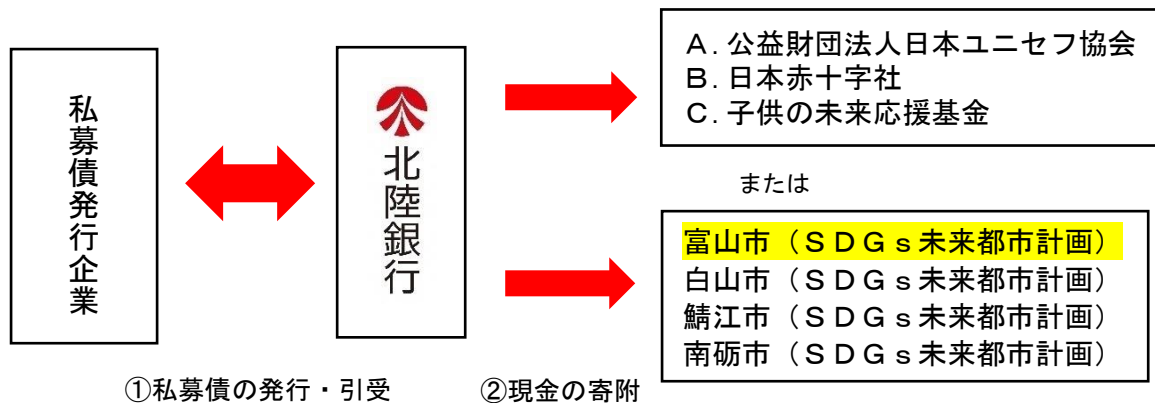 私募債発行企業
北陸銀行
A．公益財団法人日本ユニセフ協会
B．日本赤十字社
C．子供の未来応援基金
または
富山市（ＳＤＧｓ未来都市計画）
白山市（ＳＤＧｓ未来都市計画）
鯖江市（ＳＤＧｓ未来都市計画）
南砺市（ＳＤＧｓ未来都市計画）
①私募債の発行・引受
②現金の寄附